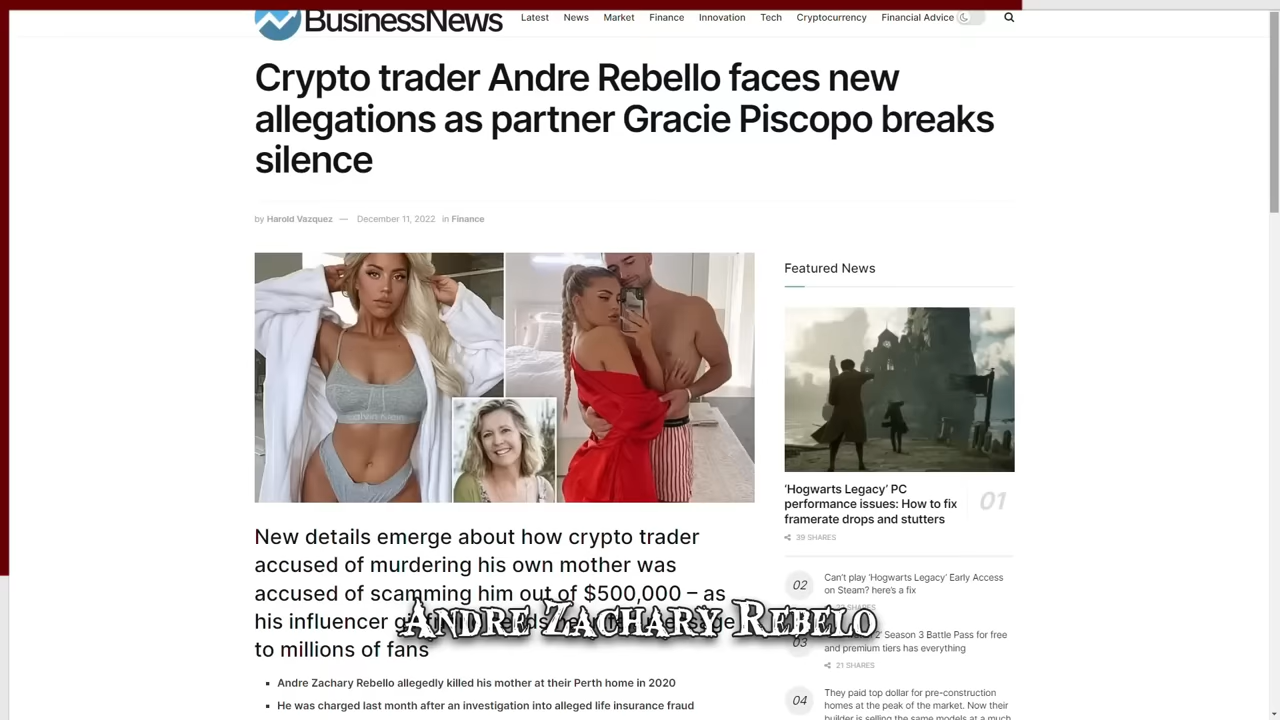 BusinessNews
Latest News Market Finance Innovation Tech Cryptocurrency Financial Advice
Crypto trader Andre Rebello faces new
allegations as partner Gracie Piscopo breaks
silence
by Harold Vazquez — December 11, 2022 in Finance
New details emerge about how crypto trader
accused of murdering his own mother was
accused of scamming him out of $500,000 – as
his influencer
to millions of fans
Andre Zachary Rebelo
▪ Andre Zachary Rebello allegedly killed his mother at their Perth home in 2020
▪ He was charged last month after an investigation into alleged life insurance fraud
Featured News
‘Hogwarts Legacy’ PC
performance issues: How to fix
framerate drops and stutters
01
39 SHARES
02
Can’t play ‘Hogwarts Legacy’ Early Access
on Steam? here’s a fix
SHARES
03
2’ Season 3 Battle Pass for free
and premium tiers has everything
21 SHARES
04
They paid top dollar for pre-construction
homes at the peak of the market. Now their
builder is selling the same models at a much